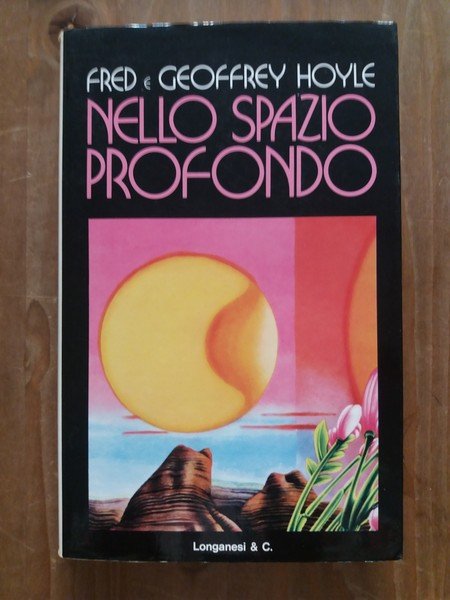 FRED e GEOFFREY HOYLE
NELLO SPAZIO
PROFONDO
Longanesi & C.